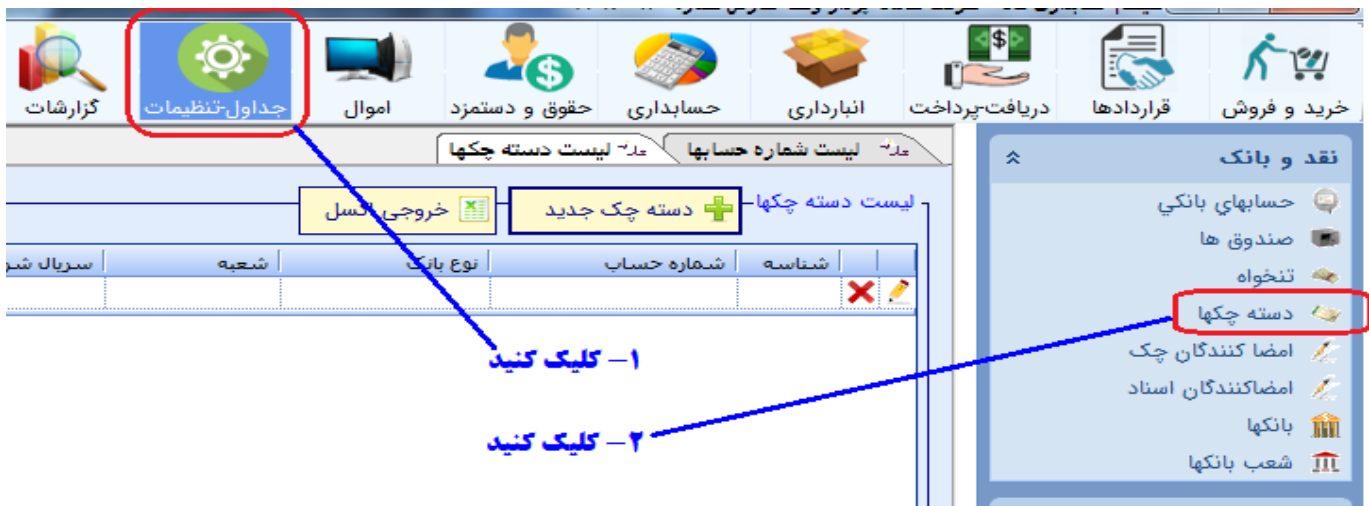 خرید و فروش
قراردادها
دریافت-پرداخت
انبارداری
حسابداری
حقوق و دستمزد
اموال
جداول-تنظیمات
گزارشات
نقد و بانک
حسابهاي بانكي
صندوق ها
تنخواه
دسته چکها
امضا کنندگان چک
امضاکنندگان اسناد
بانکها
شعب بانکها
لیست شماره حسابها
لیست دسته چکها
لیست دسته چکها
دسته چک جدید
خروجی اکسل
شناسه
شماره حساب
نوع بانک
شعبه
سریال
۱- کلیک کنید
۲- کلیک کنید